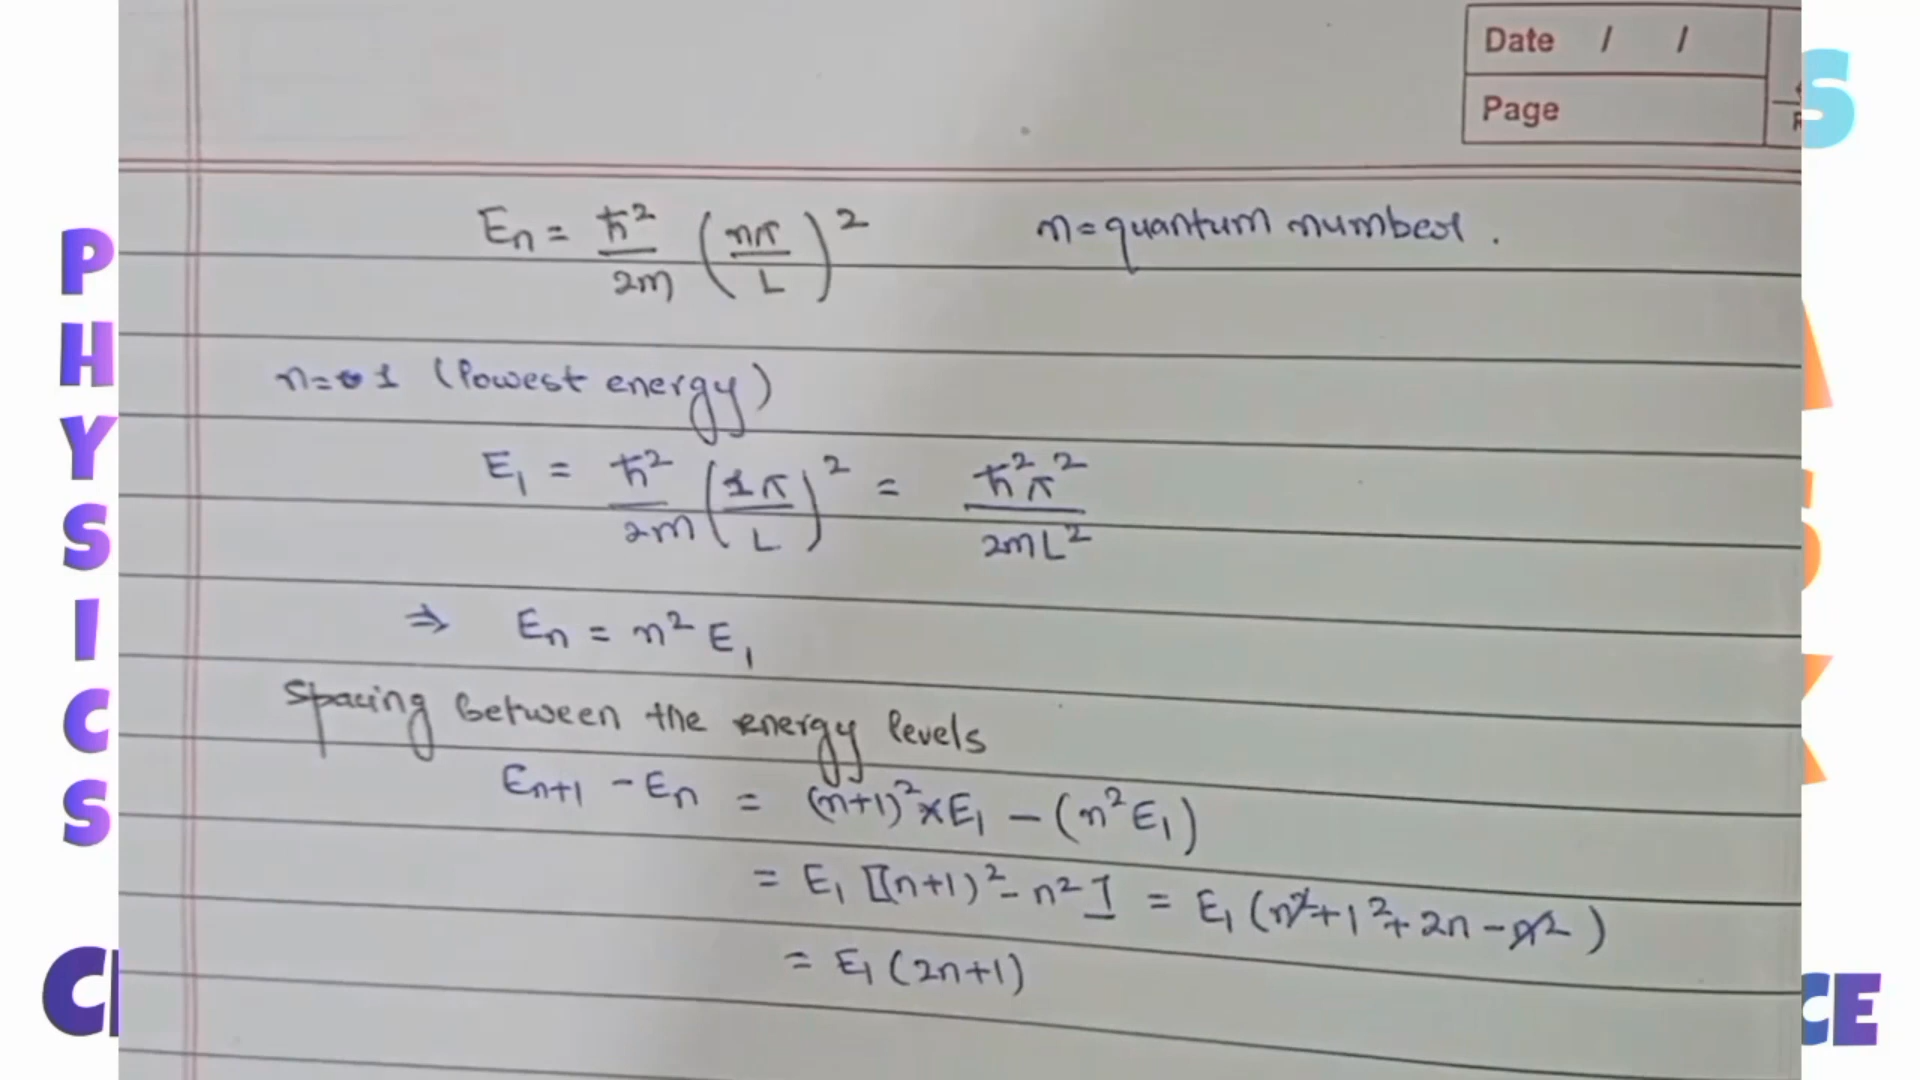 Date / /
Page
Eₙ = ħ²/2m (nπ/L)²   n = quantum number.
n = 1 (lowest energy)
E₁ = ħ²/2m (1π/L)² = ħ²π²/2mL²
⇒ Eₙ = n² E₁
Spacing between the energy levels
Eₙ₊₁ - Eₙ = (n+1)² × E₁ - (n² E₁)
= E₁ [(n+1)² - n²] = E₁ (n² + 1² + 2n - n²)
= E₁ (2n+1)
PHYSICS